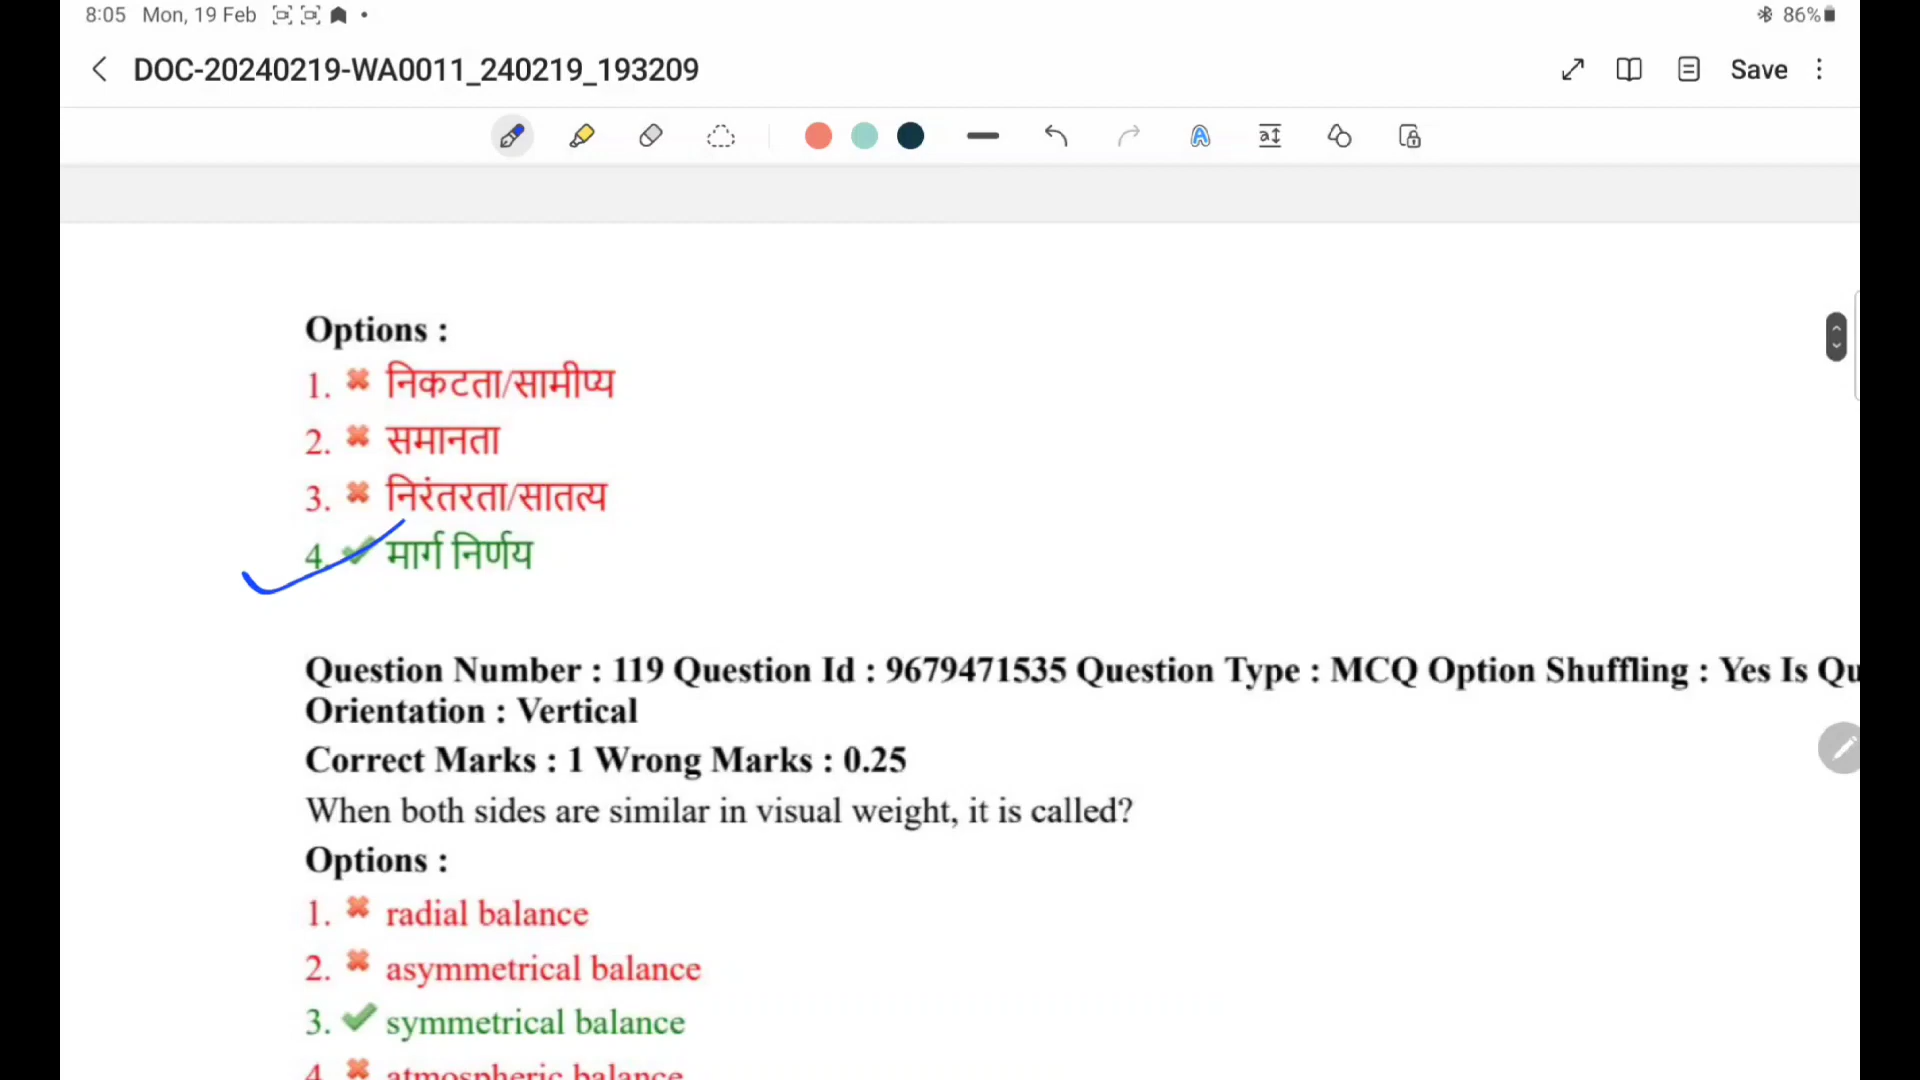 8:05 Mon, 19 Feb 86%
DOC-20240219-WA0011_240219_193209 Save
Options :
1. निकटता/सामीप्य
2. समानता
3. निरंतरता/सातत्य
4. मार्ग निर्णय
Question Number : 119 Question Id : 9679471535 Question Type : MCQ Option Shuffling : Yes Is Qu
Orientation : Vertical
Correct Marks : 1 Wrong Marks : 0.25
When both sides are similar in visual weight, it is called?
Options :
1. radial balance
2. asymmetrical balance
3. symmetrical balance
4. atmospheric balance